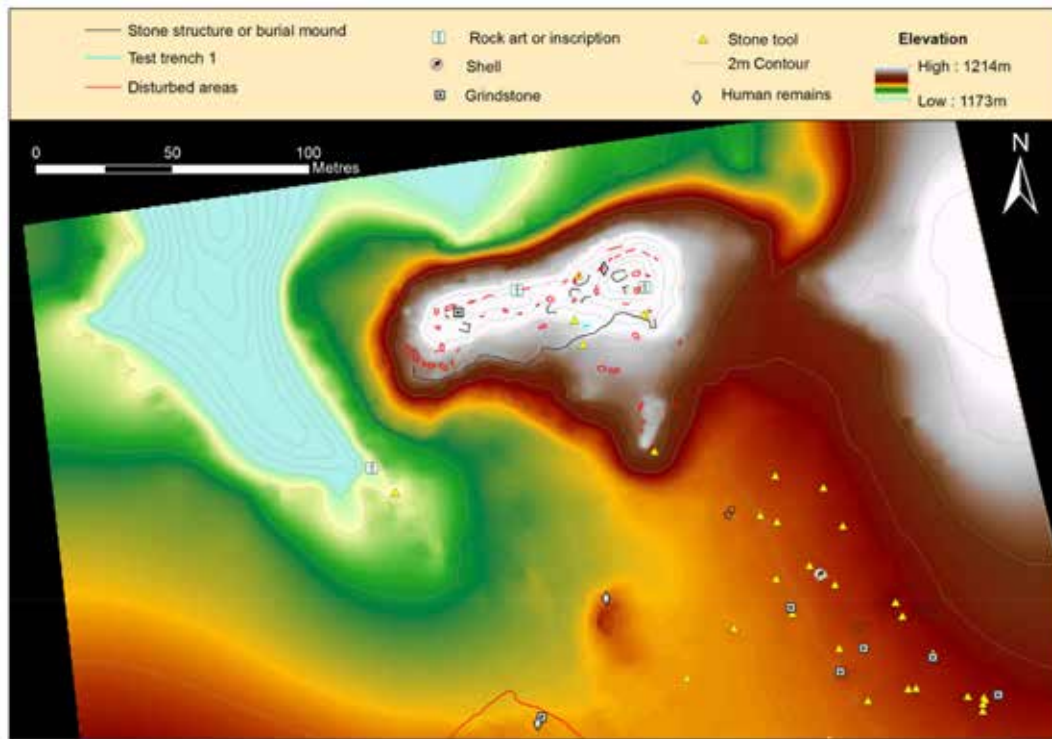 Stone structure or burial mound
Test trench 1
Disturbed areas
Rock art or inscription
Shell
Grindstone
Stone tool
2m Contour
Human remains
Elevation
High : 1214m
Low : 1173m
0 50 100
Metres
N